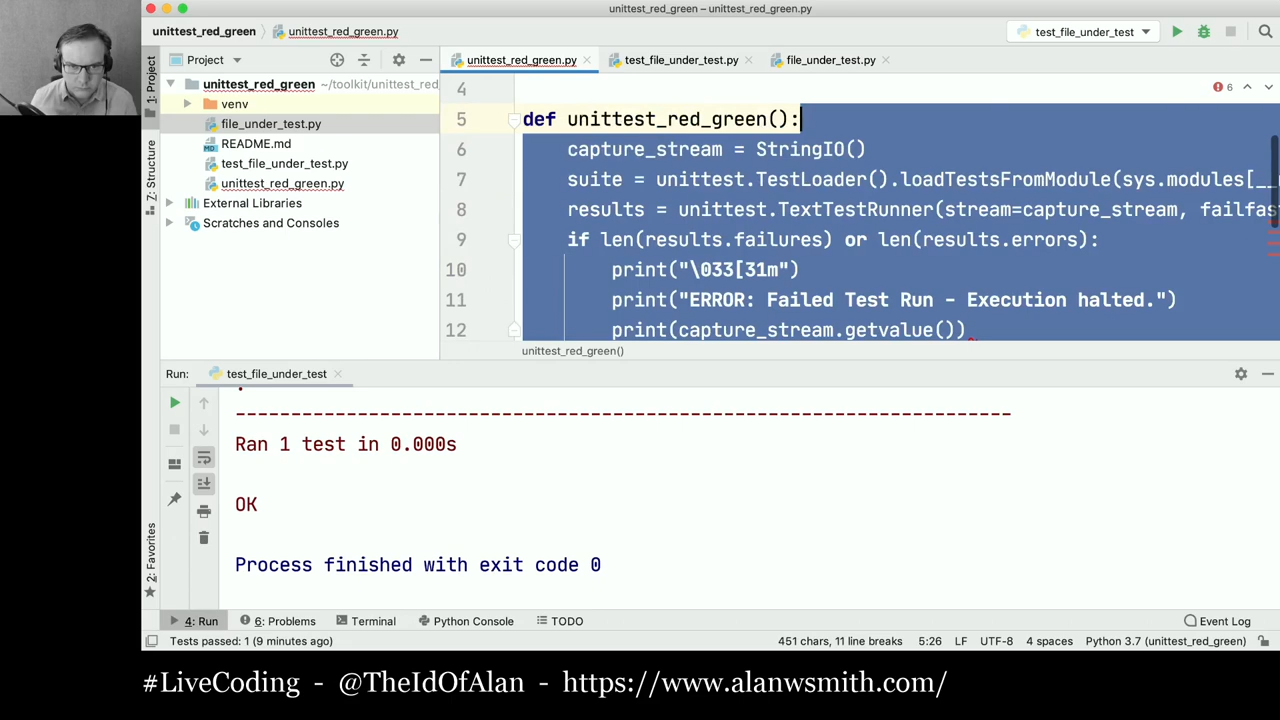 unittest_red_green – unittest_red_green.py
unittest_red_green
unittest_red_green.py
test_file_under_test
1: Project
Project
unittest_red_green.py
test_file_under_test.py
file_under_test.py
unittest_red_green ~/toolkit/unittest_red
venv
file_under_test.py
README.md
test_file_under_test.py
unittest_red_green.py
External Libraries
Scratches and Consoles
Z: Structure
6
4
5 def unittest_red_green():
6 capture_stream = StringIO()
7 suite = unittest.TestLoader().loadTestsFromModule(sys.modules[__
8 results = unittest.TextTestRunner(stream=capture_stream, failfas
9 if len(results.failures) or len(results.errors):
10 print("\033[31m")
11 print("ERROR: Failed Test Run - Execution halted.")
12 print(capture_stream.getvalue())
unittest_red_green()
Run:
test_file_under_test
----------------------------------------------------------------------
Ran 1 test in 0.000s
OK
Process finished with exit code 0
2: Favorites
4: Run
6: Problems
Terminal
Python Console
TODO
Event Log
Tests passed: 1 (9 minutes ago)
451 chars, 11 line breaks
5:26
LF
UTF-8
4 spaces
Python 3.7 (unittest_red_green)
#LiveCoding - @TheIdOfAlan - https://www.alanwsmith.com/